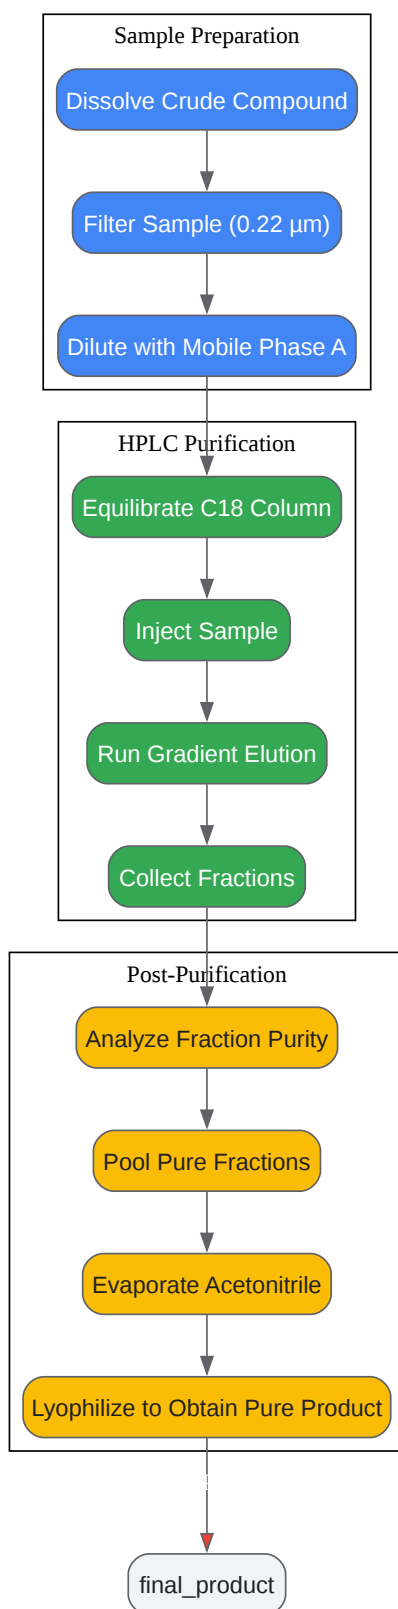 Sample Preparation
Dissolve Crude Compound
Filter Sample (0.22 µm)
Dilute with Mobile Phase A
HPLC Purification
Equilibrate C18 Column
Inject Sample
Run Gradient Elution
Collect Fractions
Post-Purification
Analyze Fraction Purity
Pool Pure Fractions
Evaporate Acetonitrile
Lyophilize to Obtain Pure Product
final_product